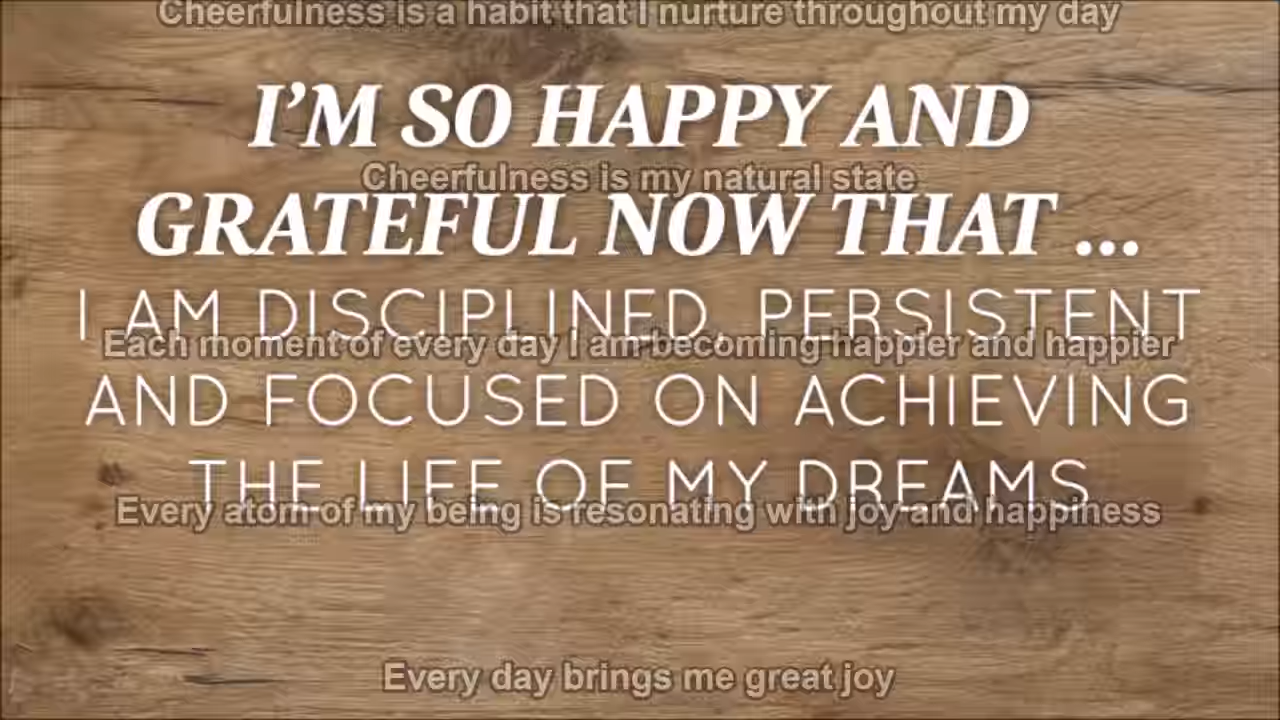 Cheerfulness is a habit that I nurture throughout my day
I'M SO HAPPY AND
Cheerfulness is my natural state
GRATEFUL NOW THAT ...
I AM DISCIPLINED, PERSISTENT
Each moment of every day I am becoming happier and happier
AND FOCUSED ON ACHIEVING
THE LIFE OF MY DREAMS
Every atom of my being is resonating with joy and happiness
Every day brings me great joy